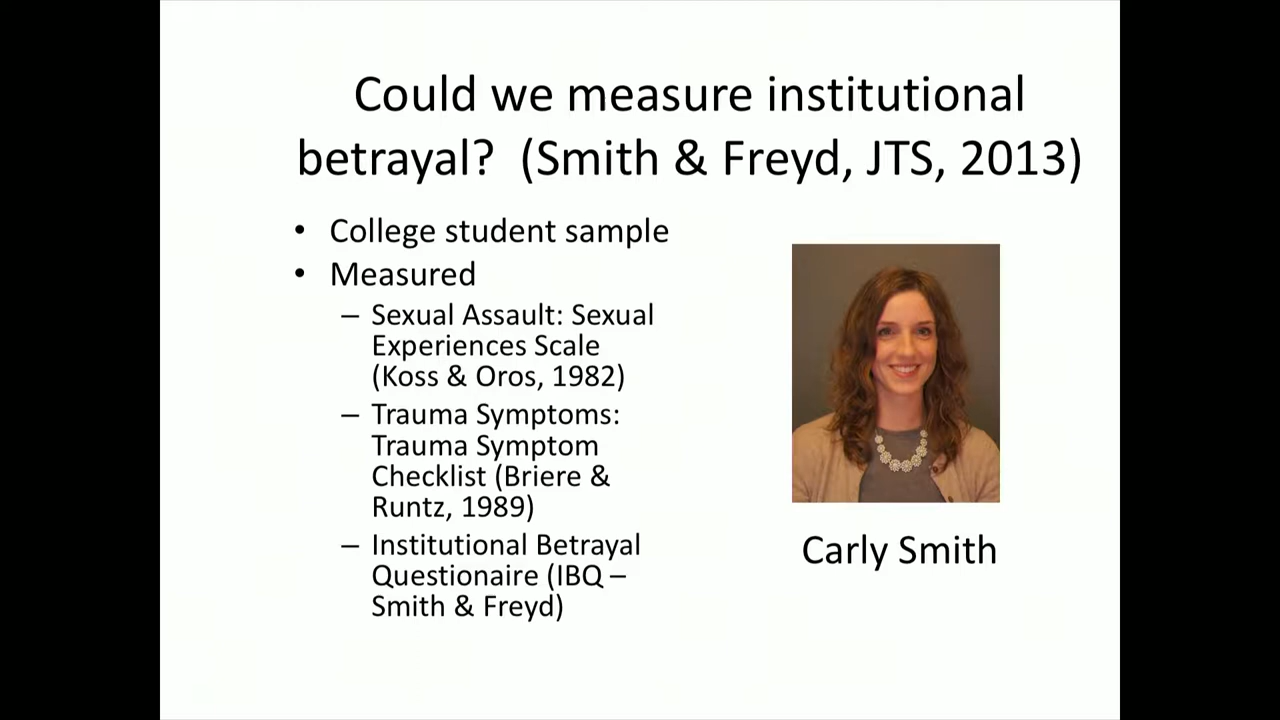 Could we measure institutional
betrayal?  (Smith & Freyd, JTS, 2013)
• College student sample
• Measured
– Sexual Assault: Sexual
Experiences Scale
(Koss & Oros, 1982)
– Trauma Symptoms:
Trauma Symptom
Checklist (Briere &
Runtz, 1989)
– Institutional Betrayal
Questionaire (IBQ –
Smith & Freyd)
Carly Smith